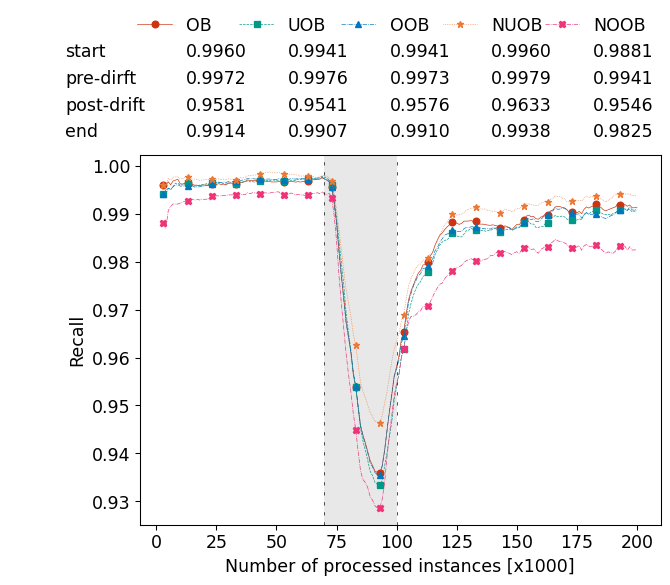 OB UOB OOB NUOB NOOB
start 0.9960 0.9941 0.9941 0.9960 0.9881
pre-dirft 0.9972 0.9976 0.9973 0.9979 0.9941
post-drift 0.9581 0.9541 0.9576 0.9633 0.9546
end 0.9914 0.9907 0.9910 0.9938 0.9825
1.00
0.99
0.98
0.97
0.96
0.95
0.94
0.93
Recall
0 25 50 75 100 125 150 175 200
Number of processed instances [x1000]